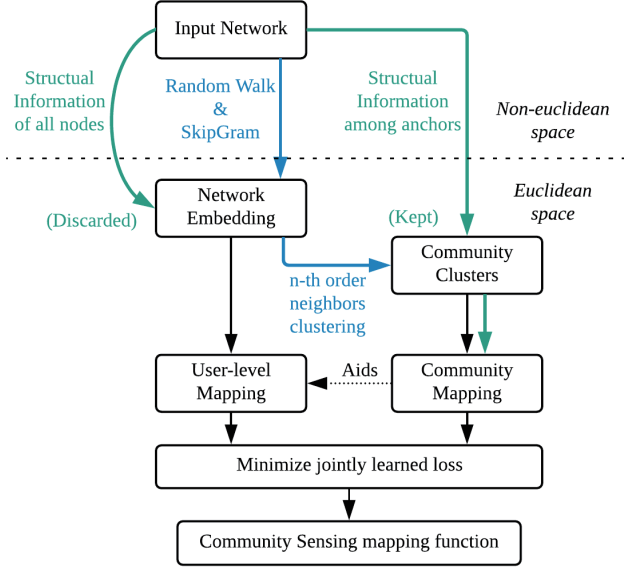 Input Network
Structual
Information
of all nodes
Random Walk
&
SkipGram
Structual
Information
among anchors
Non-euclidean
space
Euclidean
space
(Discarded)
Network
Embedding
(Kept)
Community
Clusters
n-th order
neighbors
clustering
User-level
Mapping
Aids
Community
Mapping
Minimize jointly learned loss
Community Sensing mapping function